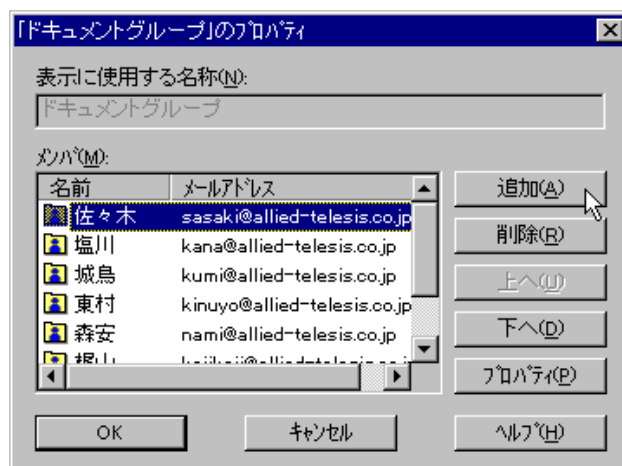 ｢ドキュメントグループ｣のﾌﾟﾛﾊﾟﾃｨ
表示に使用する名称(N):
ドキュメントグループ
ﾒﾝﾊﾞ(M):
名前 ﾒｰﾙｱﾄﾞﾚｽ
佐々木 sasaki@allied-telesis.co.jp
塩川 kana@allied-telesis.co.jp
城鳥 kumi@allied-telesis.co.jp
東村 kinuyo@allied-telesis.co.jp
森安 nami@allied-telesis.co.jp
追加(A)
削除(R)
上へ(U)
下へ(D)
ﾌﾟﾛﾊﾟﾃｨ(P)
OK
ｷｬﾝｾﾙ
ﾍﾙﾌﾟ(H)